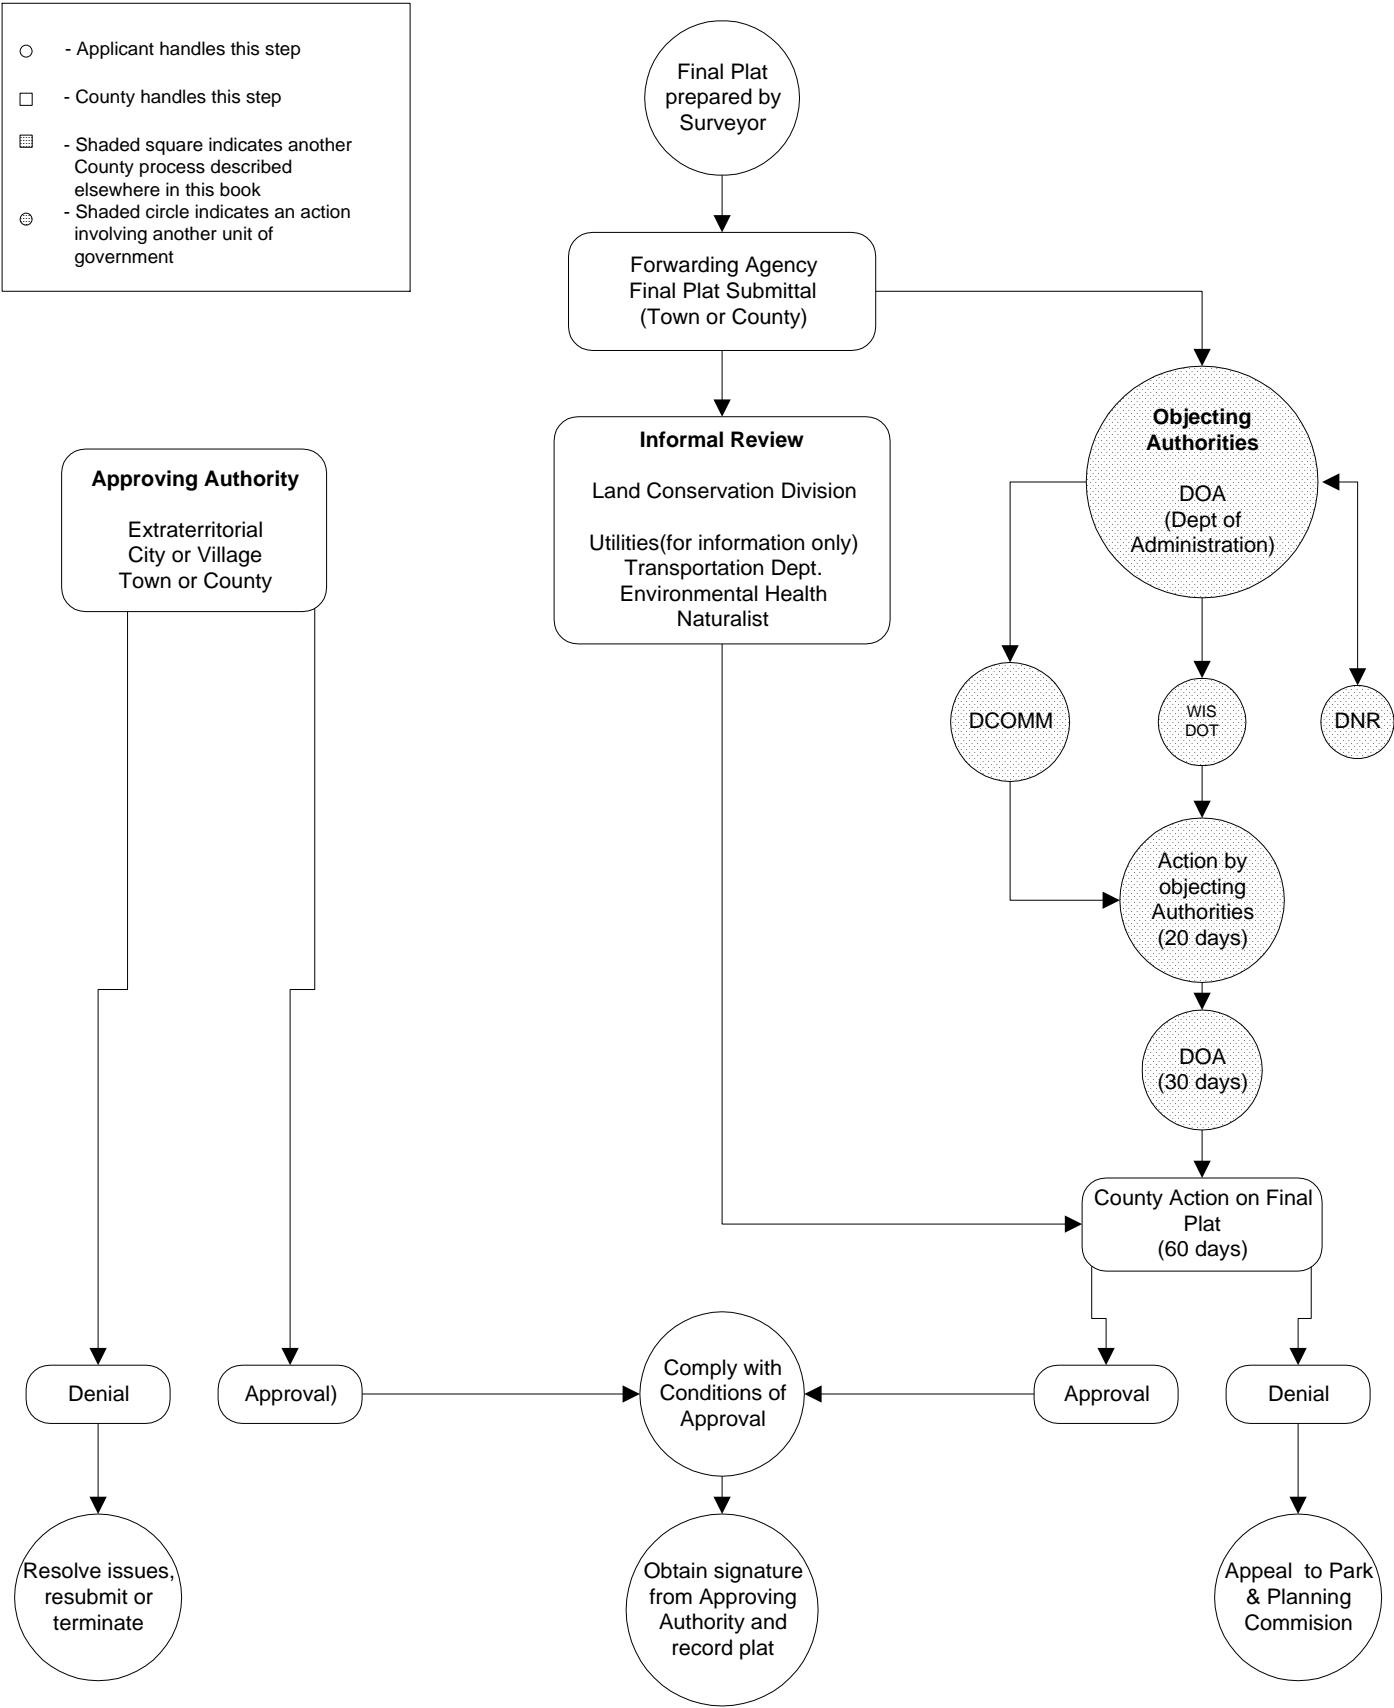 - Applicant handles this step
- County handles this step
- Shaded square indicates another
County process described
elsewhere in this book
- Shaded circle indicates an action
involving another unit of
government
Final Plat
prepared by
Surveyor
Forwarding Agency
Final Plat Submittal
(Town or County)
Informal Review
Land Conservation Division
Utilities(for information only)
Transportation Dept.
Environmental Health
Naturalist
Objecting
Authorities
DOA
(Dept of
Administration)
Approving Authority
Extraterritorial
City or Village
Town or County
DCOMM
WIS
DOT
DNR
Action by
objecting
Authorities
(20 days)
DOA
(30 days)
County Action on Final
Plat
(60 days)
Denial
Approval)
Comply with
Conditions of
Approval
Approval
Denial
Resolve issues,
resubmit or
terminate
Obtain signature
from Approving
Authority and
record plat
Appeal to Park
& Planning
Commision